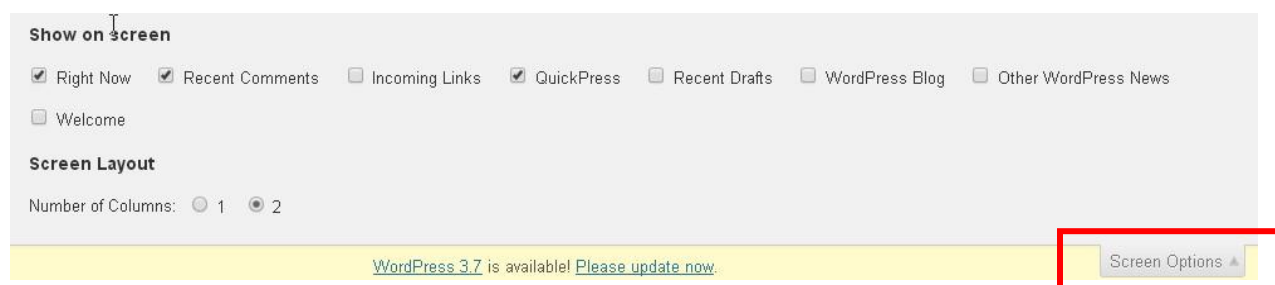 Show on screen
Right Now Recent Comments Incoming Links QuickPress Recent Drafts WordPress Blog Other WordPress News
Welcome
Screen Layout
Number of Columns: 1 2
WordPress 3.7 is available! Please update now.
Screen Options